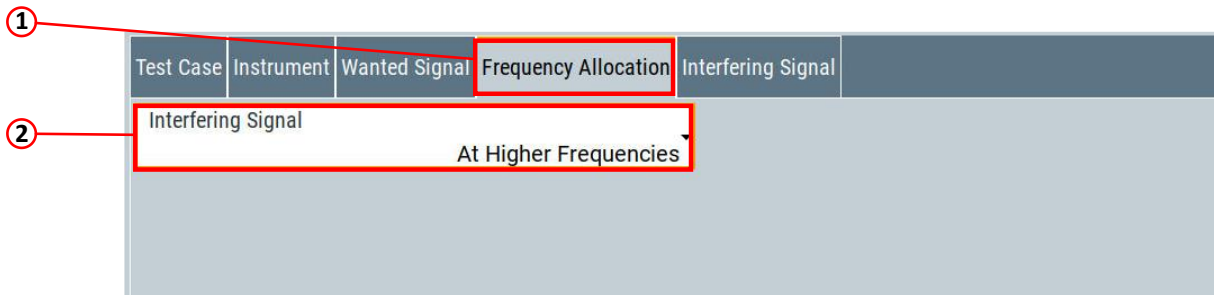 1
Test Case Instrument Wanted Signal Frequency Allocation Interfering Signal
2
Interfering Signal
At Higher Frequencies